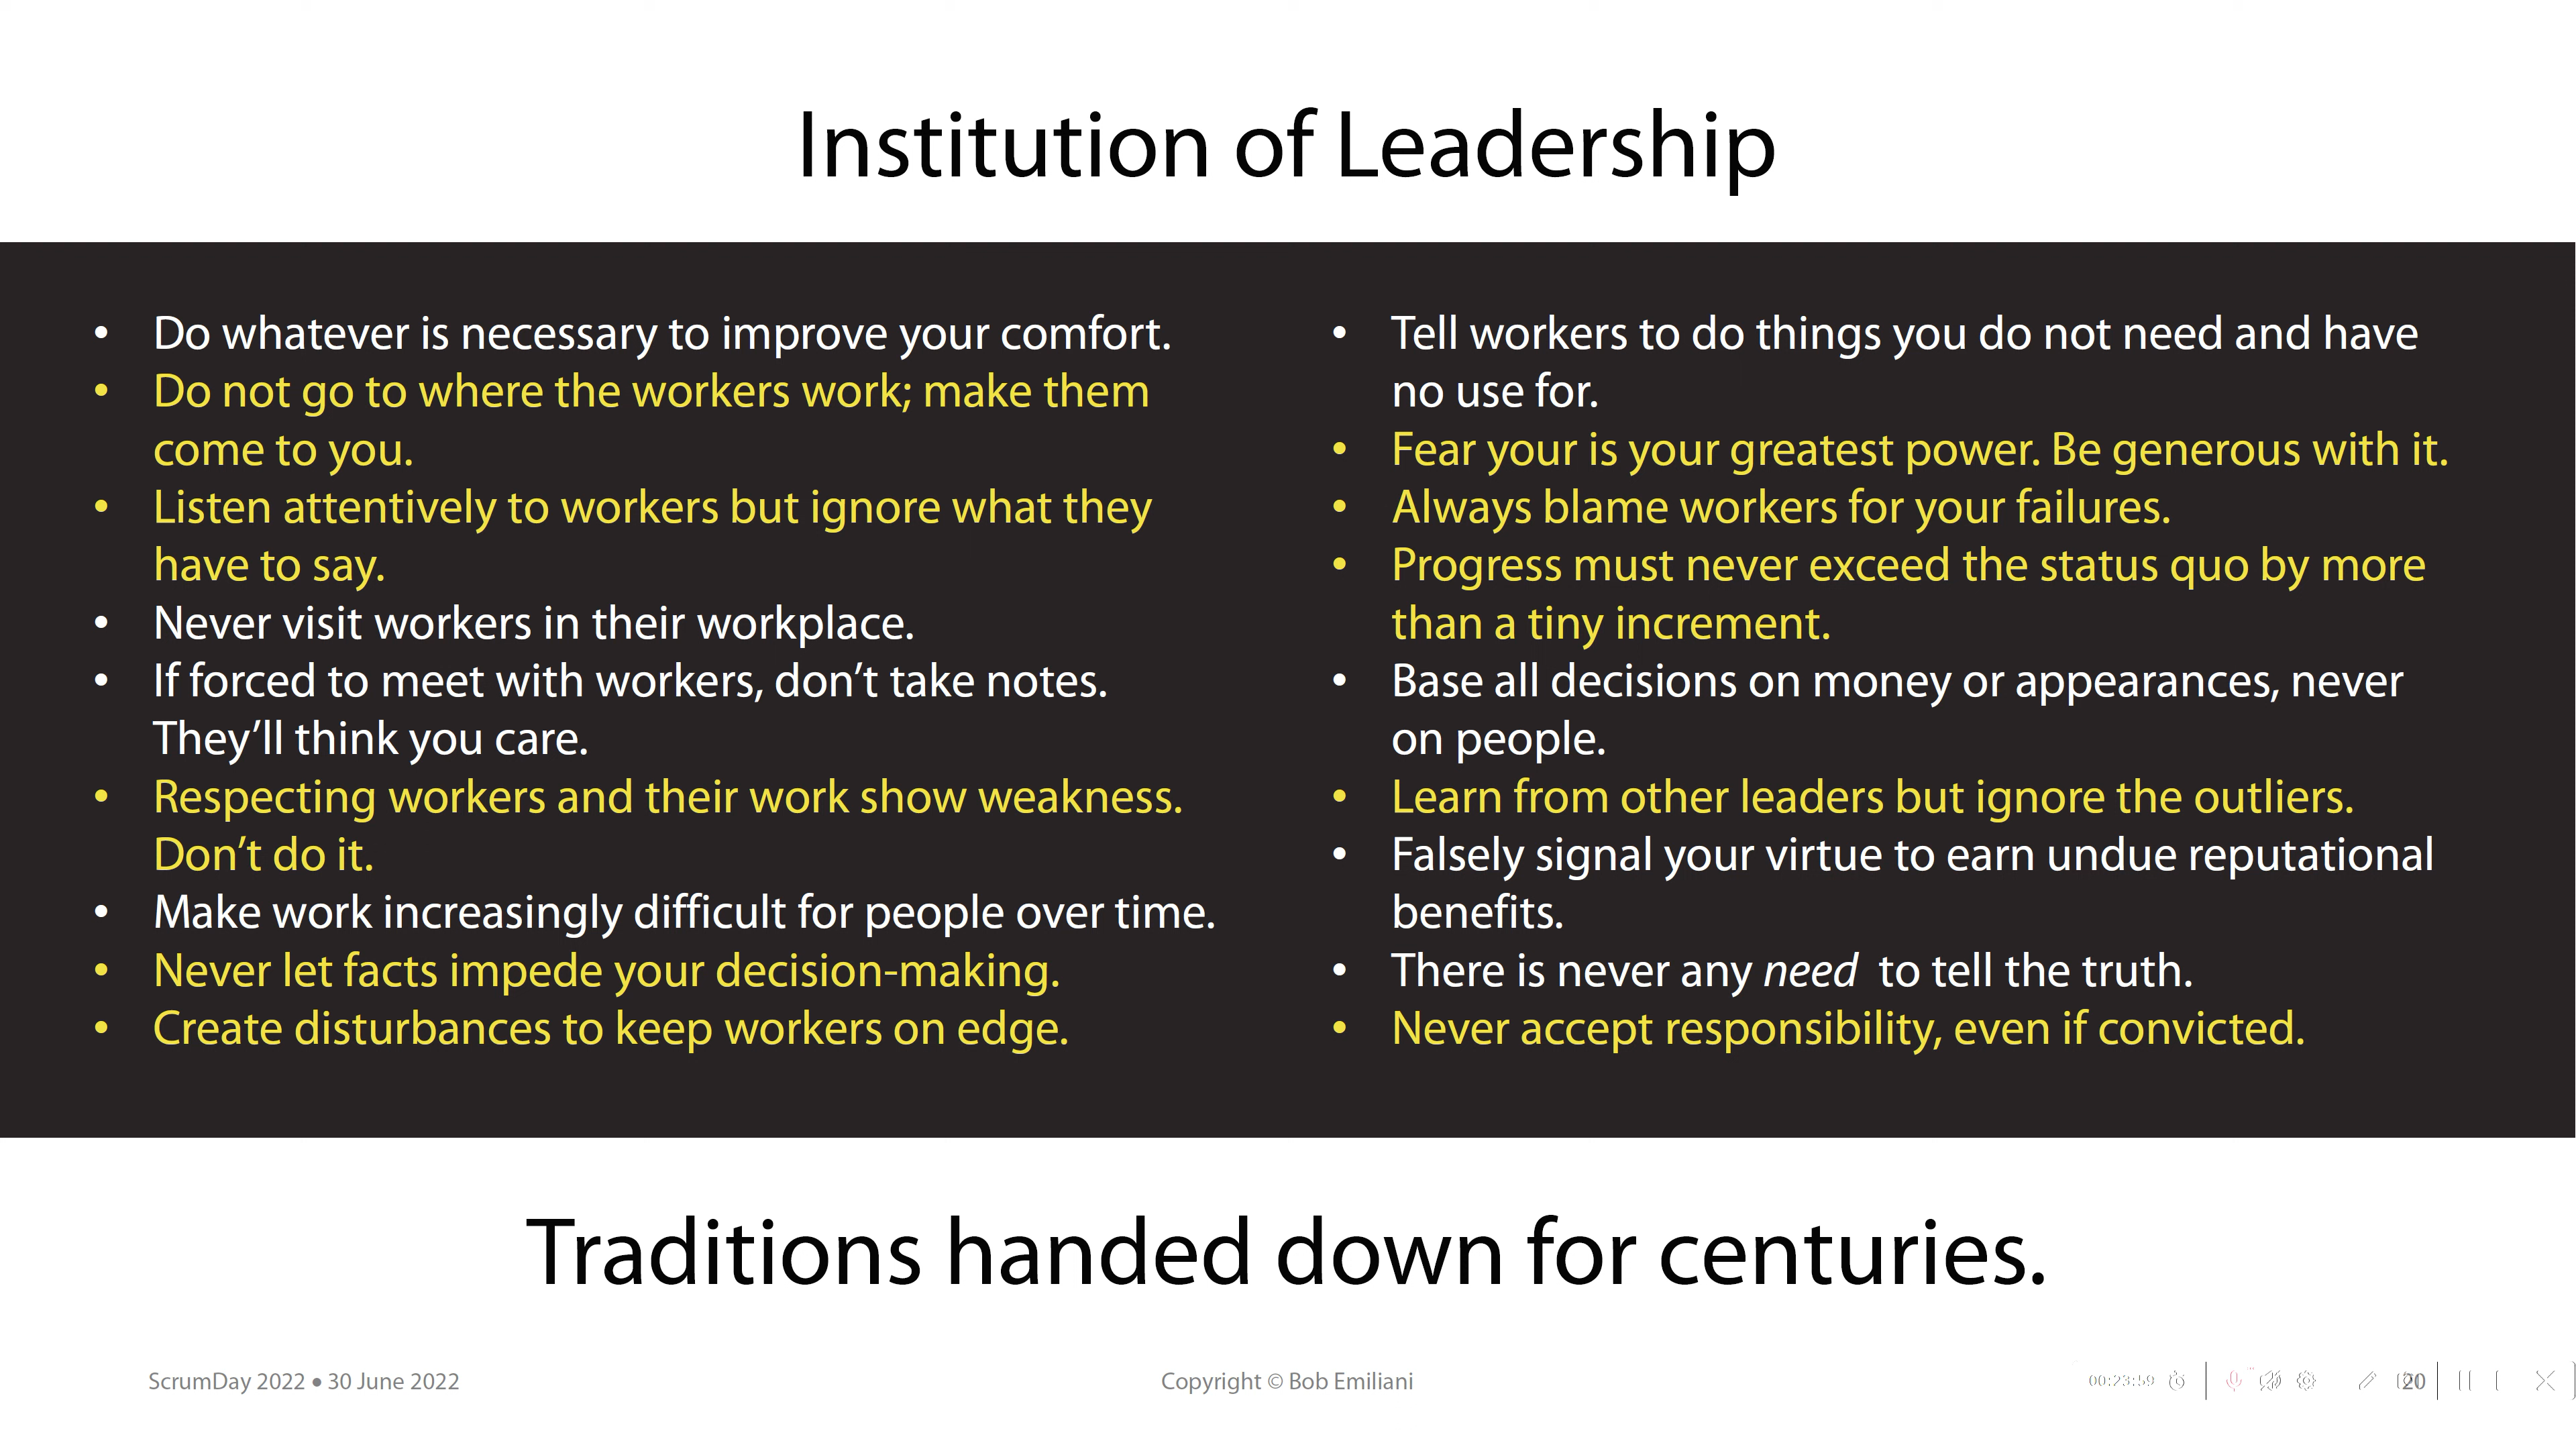 Institution of Leadership
• Do whatever is necessary to improve your comfort.
• Do not go to where the workers work; make them
come to you.
• Listen attentively to workers but ignore what they
have to say.
• Never visit workers in their workplace.
• If forced to meet with workers, don’t take notes.
They’ll think you care.
• Respecting workers and their work show weakness.
Don’t do it.
• Make work increasingly difficult for people over time.
• Never let facts impede your decision-making.
• Create disturbances to keep workers on edge.
• Tell workers to do things you do not need and have
no use for.
• Fear your is your greatest power. Be generous with it.
• Always blame workers for your failures.
• Progress must never exceed the status quo by more
than a tiny increment.
• Base all decisions on money or appearances, never
on people.
• Learn from other leaders but ignore the outliers.
• Falsely signal your virtue to earn undue reputational
benefits.
• There is never any need to tell the truth.
• Never accept responsibility, even if convicted.
Traditions handed down for centuries.
ScrumDay 2022 • 30 June 2022
Copyright © Bob Emiliani
00:23:59
20